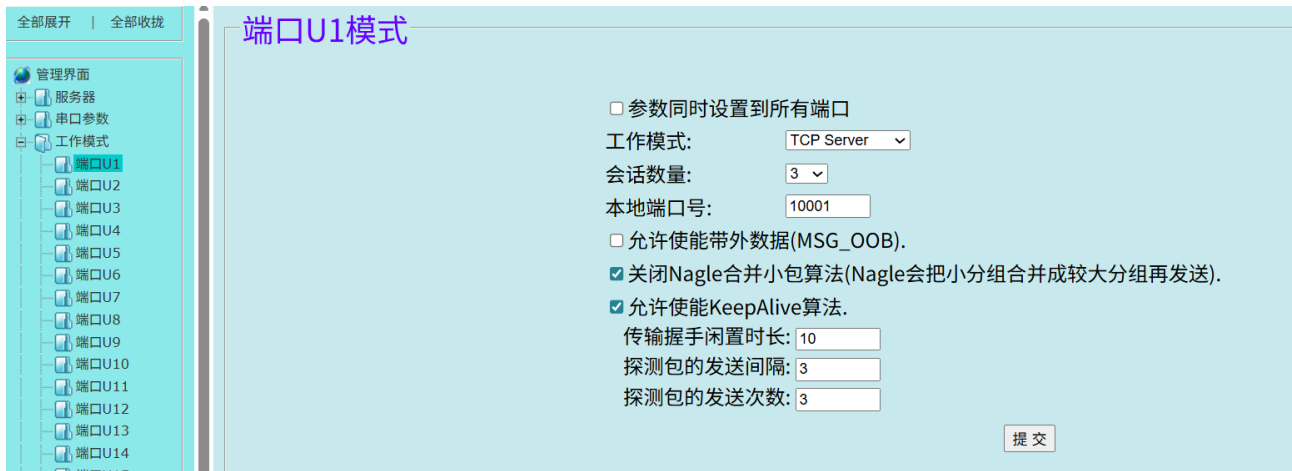 全部展开 | 全部收拢
管理界面
服务器
串口参数
工作模式
端口U1
端口U2
端口U3
端口U4
端口U5
端口U6
端口U7
端口U8
端口U9
端口U10
端口U11
端口U12
端口U13
端口U14
端口U1模式
参数同时设置到所有端口
工作模式: TCP Server
会话数量: 3
本地端口号: 10001
允许使能带外数据(MSG_OOB).
关闭Nagle合并小包算法(Nagle会把小分组合并成较大分组再发送).
允许使能KeepAlive算法.
传输握手闲置时长: 10
探测包的发送间隔: 3
探测包的发送次数: 3
提 交